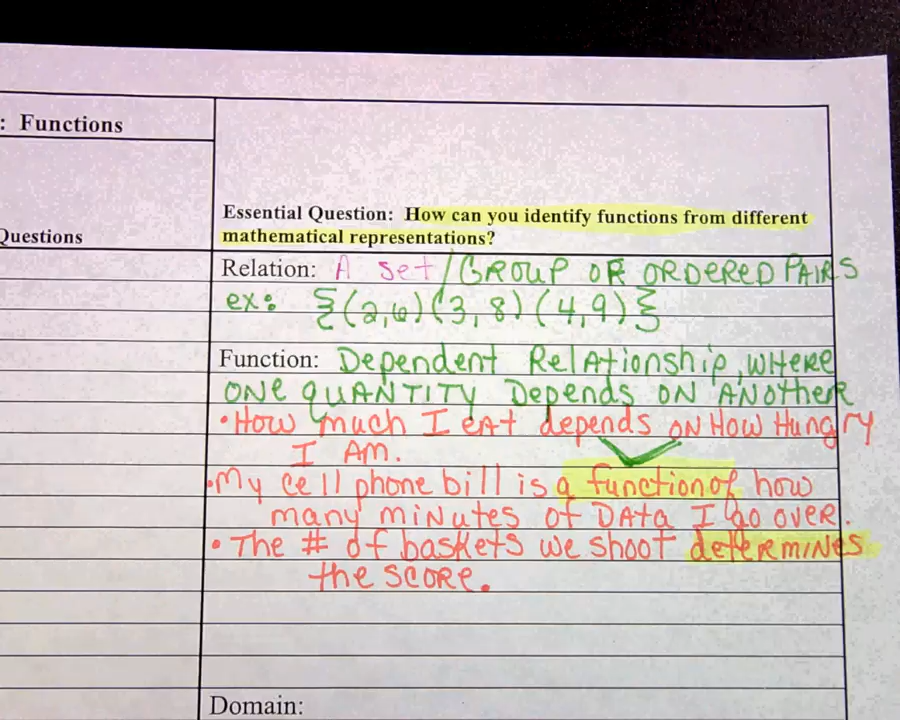 : Functions
Essential Question: How can you identify functions from different
Questions
mathematical representations?
Relation: A set / GROUP OR ORDERED PAIRS
ex: {(2,6)(3,8)(4,9)}
Function: Dependent Relationship, WHERE
ONE QUANTITY Depends ON ANOTHER
• How much I eat depends on How Hungry
I AM.
• My cell phone bill is a function of how
many minutes of DATA I go over.
• The # of baskets we shoot determines
the score.
Domain: